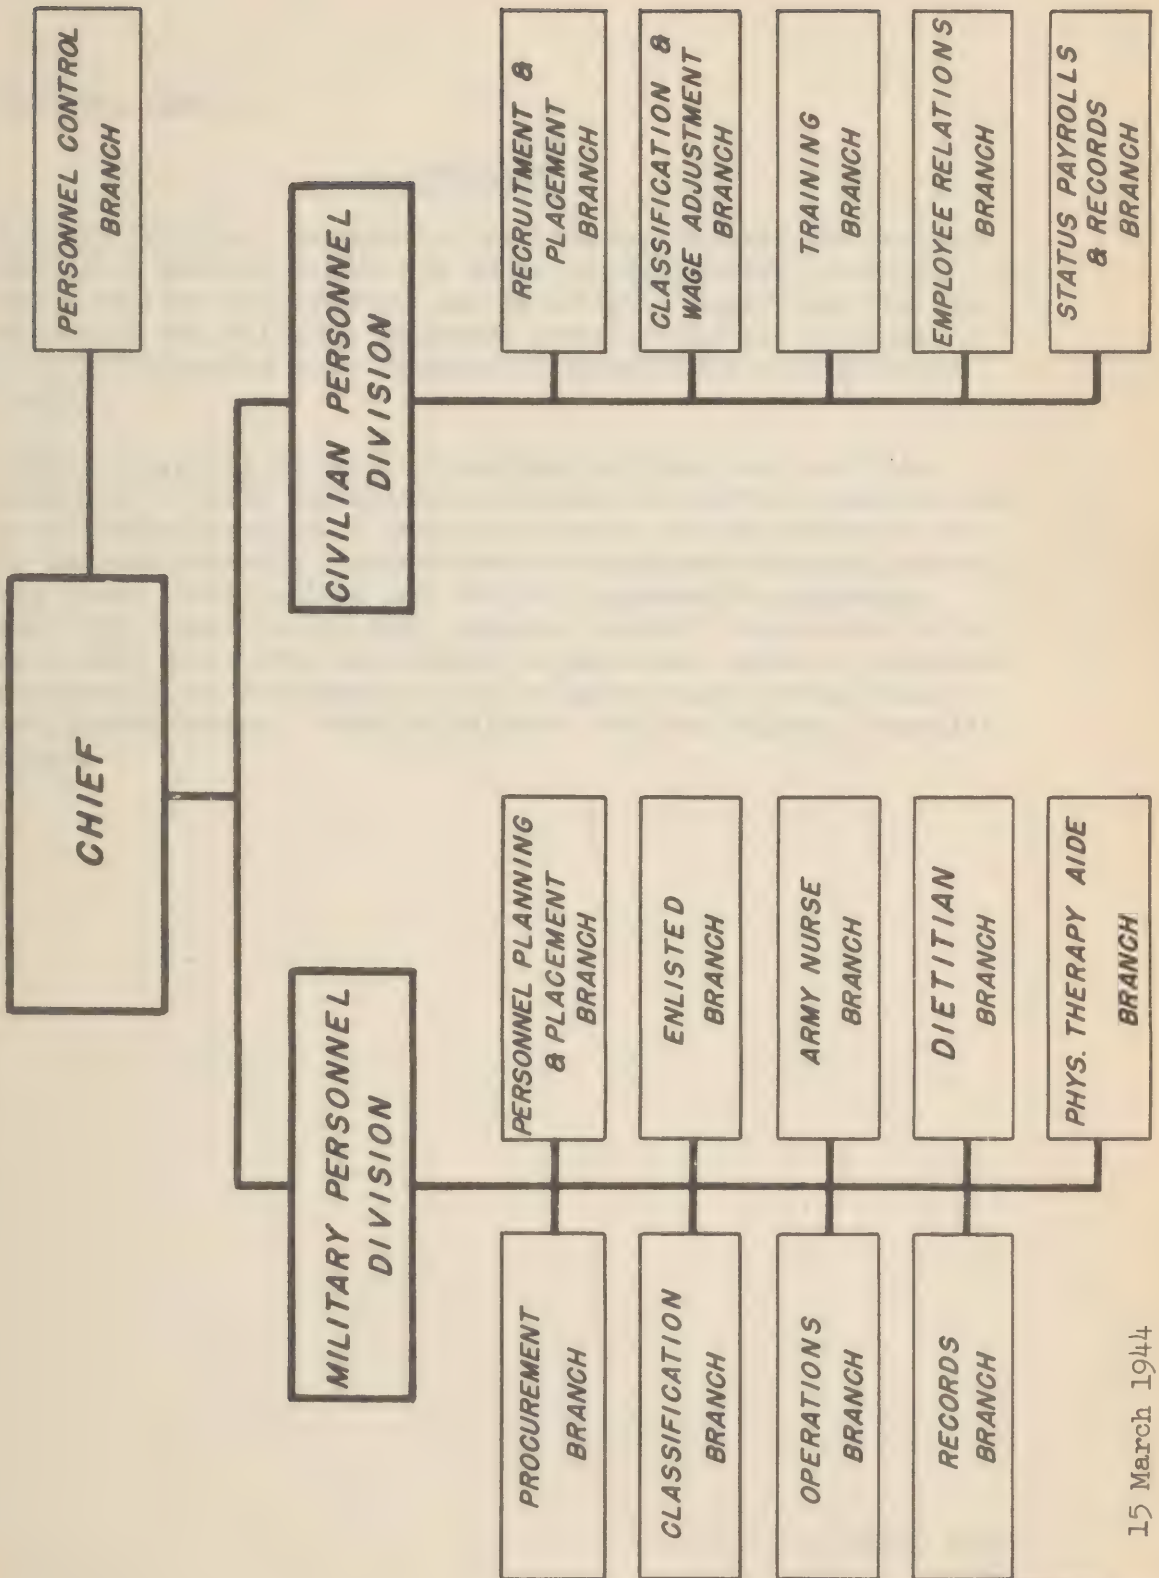 CHIEF
PERSONNEL CONTROL
BRANCH
MILITARY PERSONNEL
DIVISION
CIVILIAN PERSONNEL
DIVISION
PROCUREMENT
BRANCH
CLASSIFICATION
BRANCH
OPERATIONS
BRANCH
RECORDS
BRANCH
PERSONNEL PLANNING
& PLACEMENT
BRANCH
ENLISTED
BRANCH
ARMY NURSE
BRANCH
DIETITIAN
BRANCH
PHYS. THERAPY AIDE
BRANCH
RECRUITMENT &
PLACEMENT
BRANCH
CLASSIFICATION &
WAGE ADJUSTMENT
BRANCH
TRAINING
BRANCH
EMPLOYEE RELATIONS
BRANCH
STATUS PAYROLLS
& RECORDS
BRANCH
15 March 1944